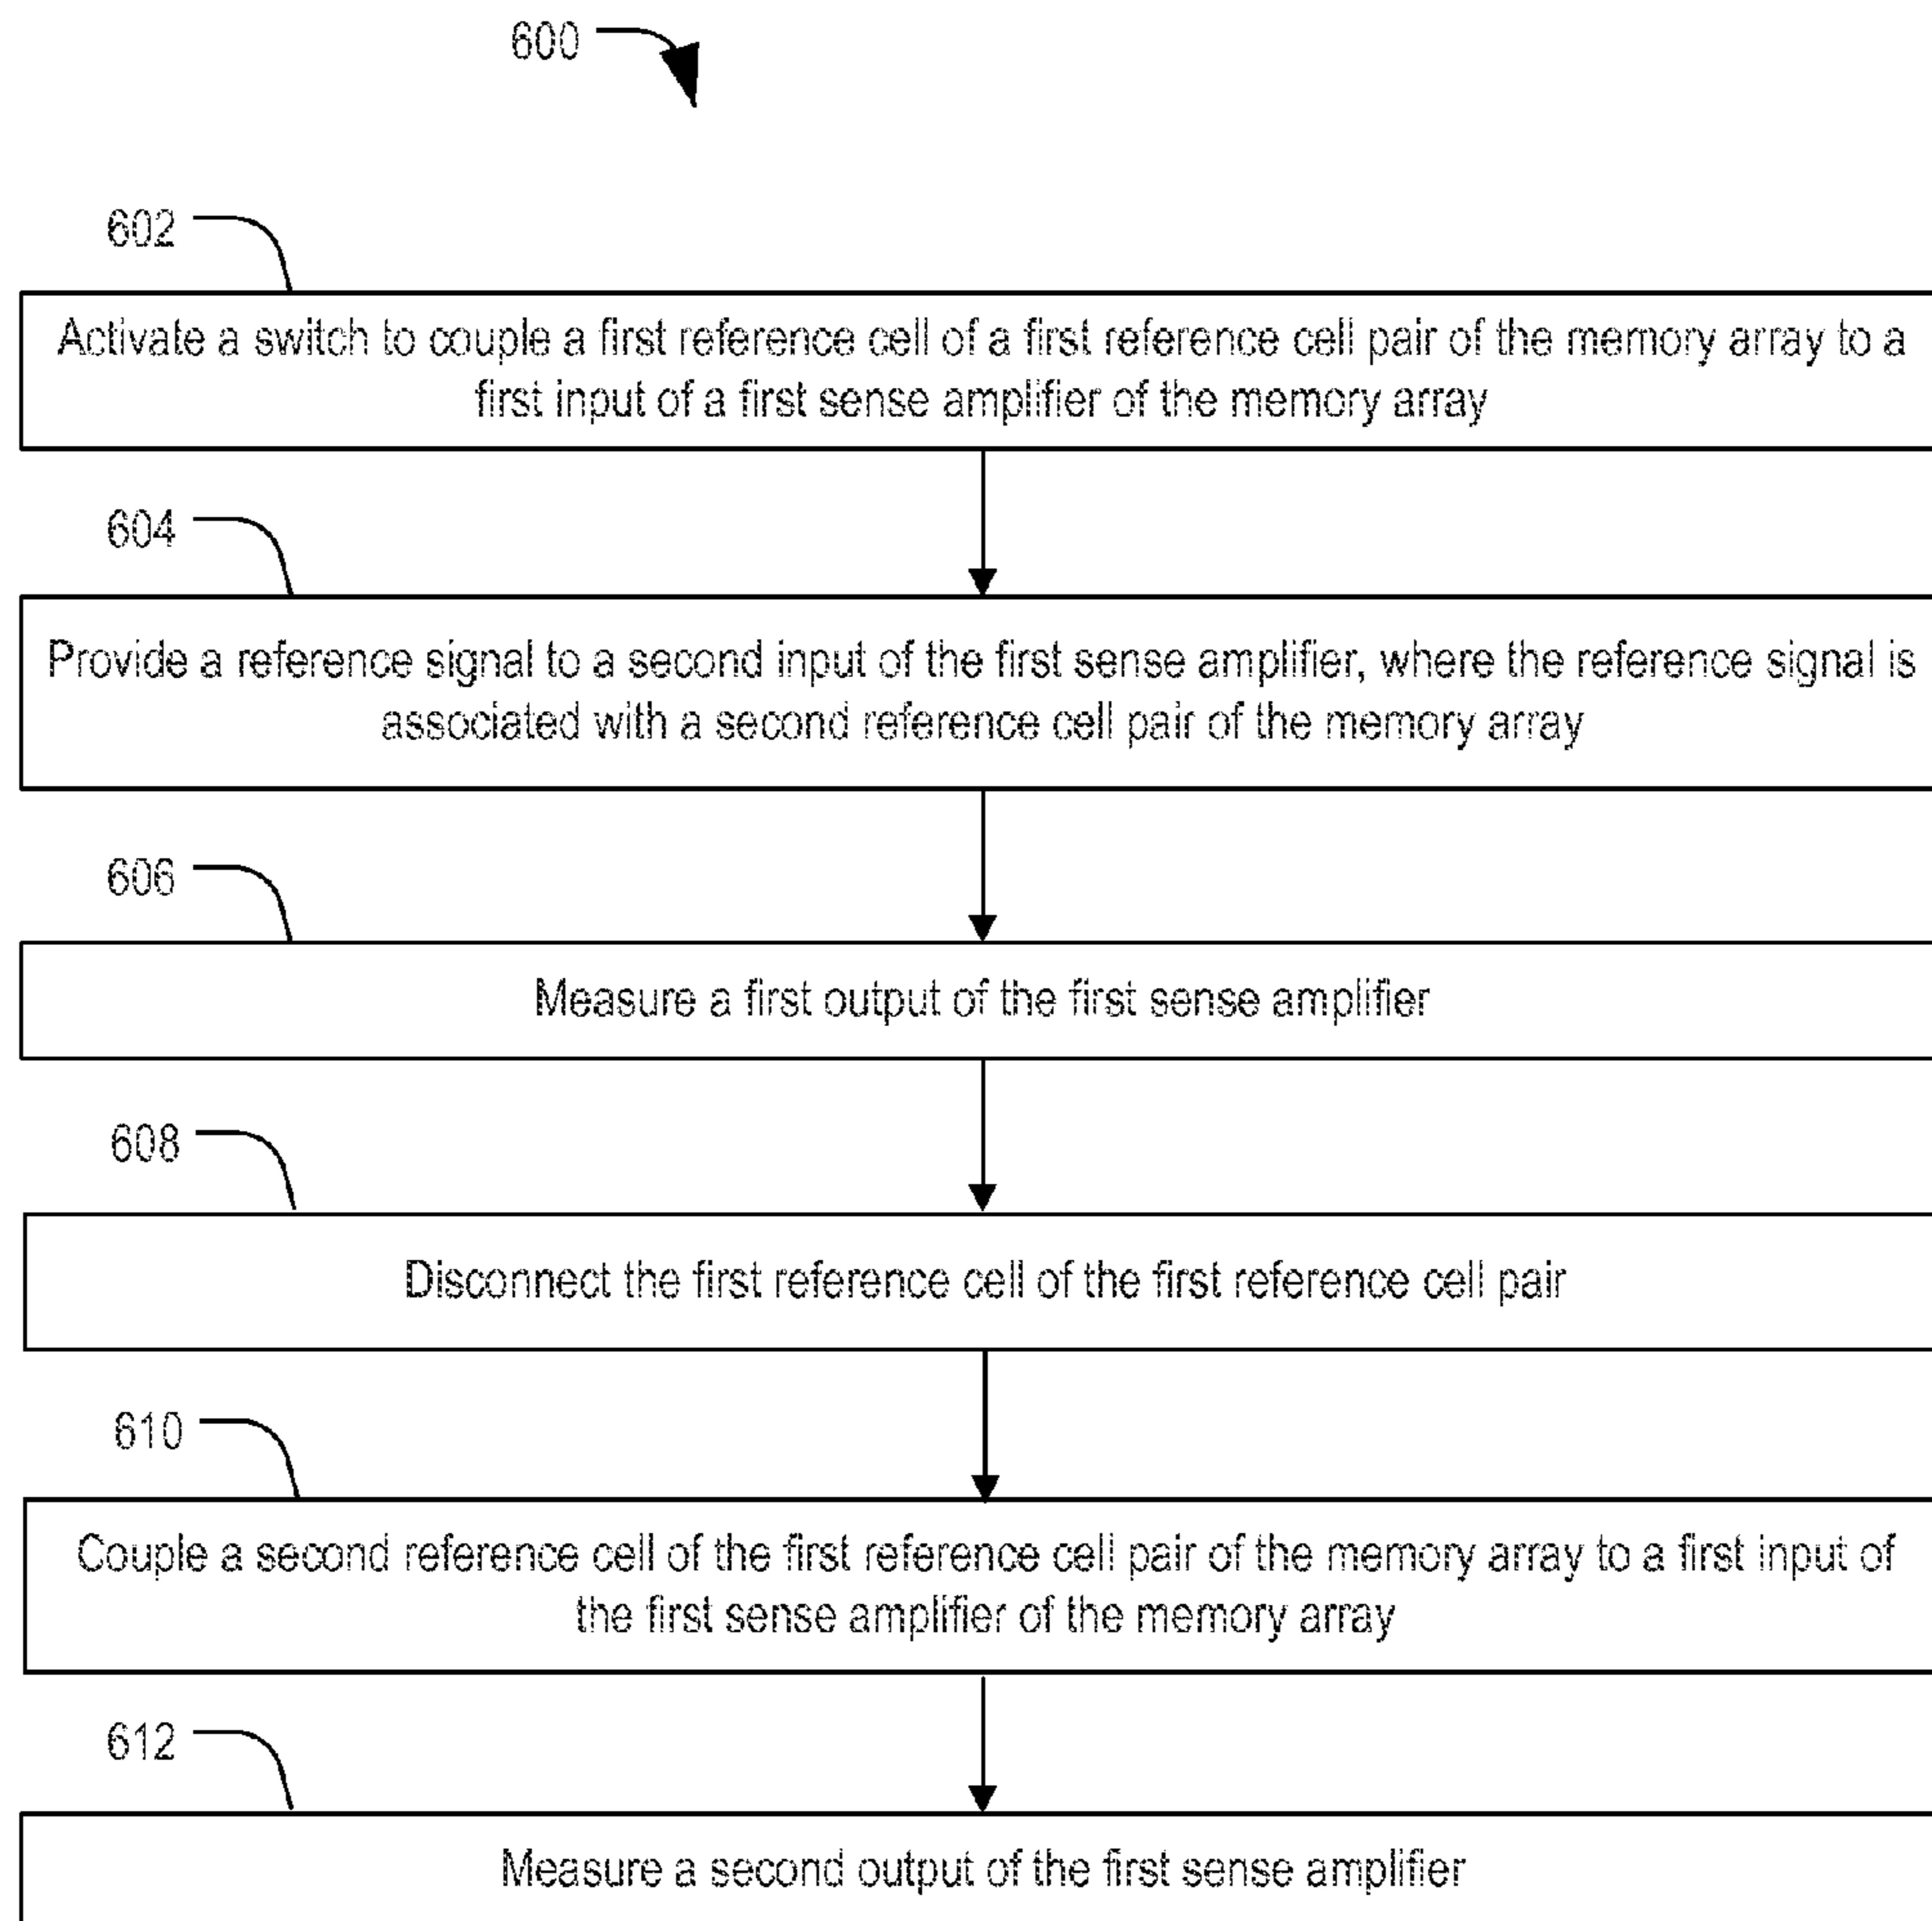 600
602
Activate a switch to couple a first reference cell of a first reference cell pair of the memory array to a
first input of a first sense amplifier of the memory array
604
Provide a reference signal to a second input of the first sense amplifier, where the reference signal is
associated with a second reference cell pair of the memory array
606
Measure a first output of the first sense amplifier
608
Disconnect the first reference cell of the first reference cell pair
610
Couple a second reference cell of the first reference cell pair of the memory array to a first input of
the first sense amplifier of the memory array
612
Measure a second output of the first sense amplifier